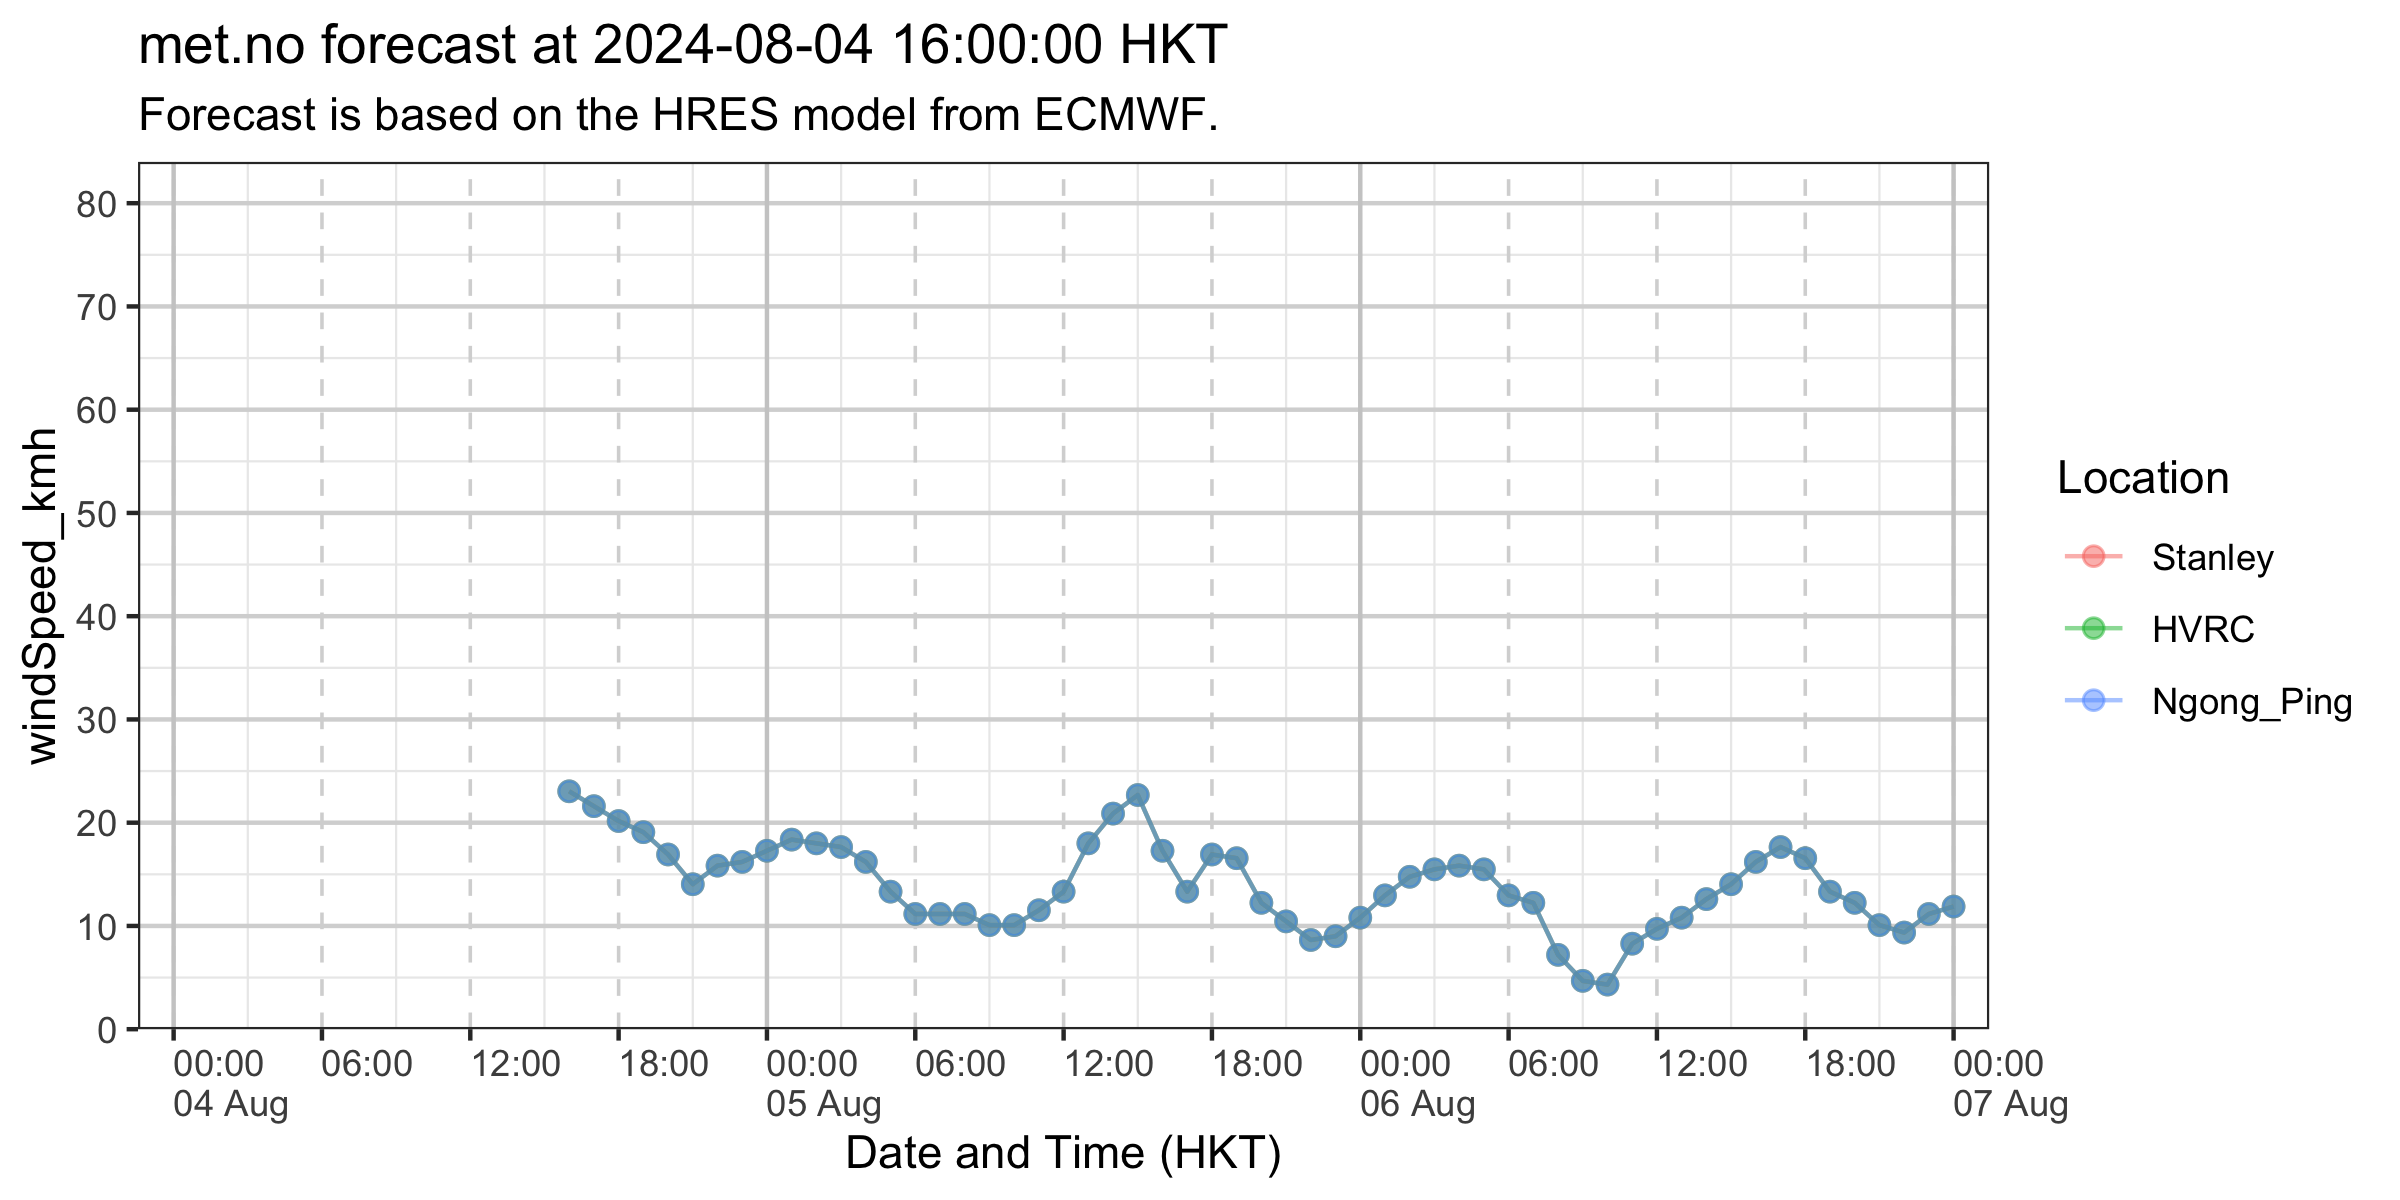 met.no forecast at 2024-08-04 16:00:00 HKT
Forecast is based on the HRES model from ECMWF.
windSpeed_kmh
80
70
60
50
40
30
20
10
0
00:00 06:00 12:00 18:00 00:00 06:00 12:00 18:00 00:00 06:00 12:00 18:00 00:00
04 Aug 05 Aug 06 Aug 07 Aug
Date and Time (HKT)
Location
Stanley
HVRC
Ngong_Ping